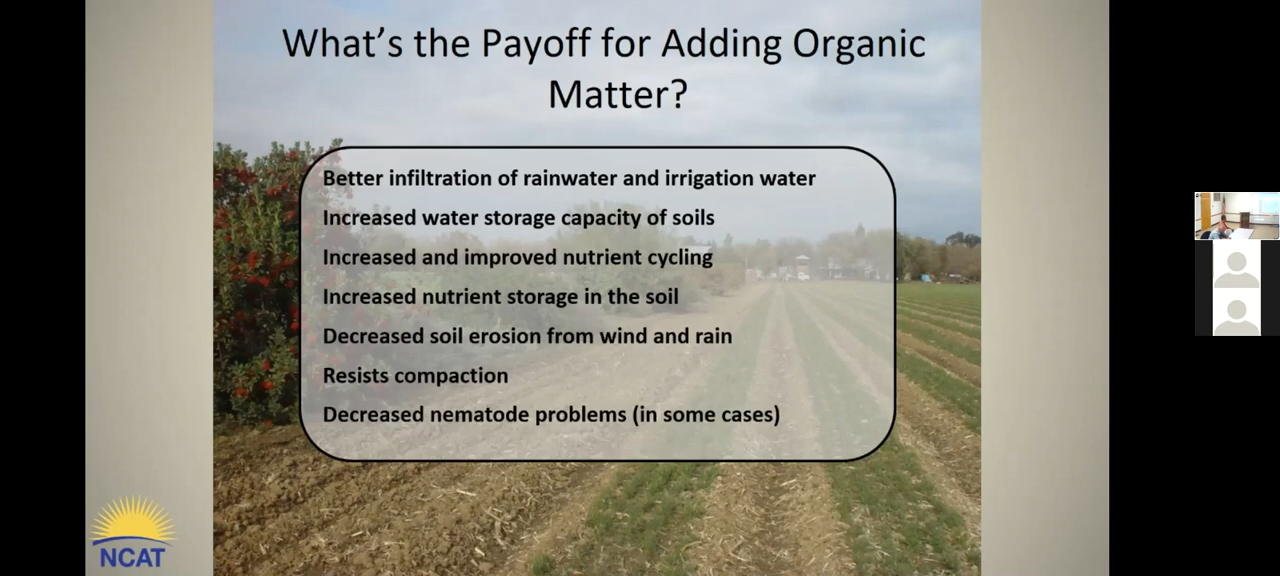 What's the Payoff for Adding Organic
Matter?
Better infiltration of rainwater and irrigation water
Increased water storage capacity of soils
Increased and improved nutrient cycling
Increased nutrient storage in the soil
Decreased soil erosion from wind and rain
Resists compaction
Decreased nematode problems (in some cases)
NCAT